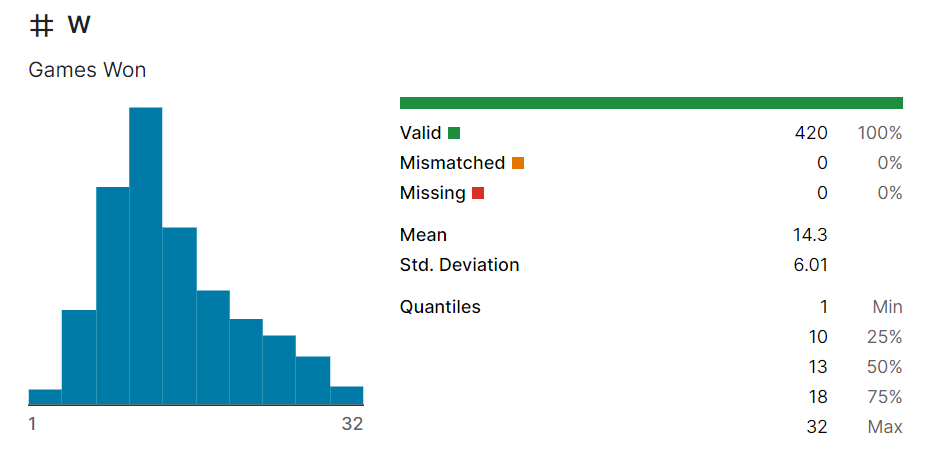 # W
Games Won
1 32
Valid 420 100%
Mismatched 0 0%
Missing 0 0%
Mean 14.3
Std. Deviation 6.01
Quantiles 1 Min
10 25%
13 50%
18 75%
32 Max